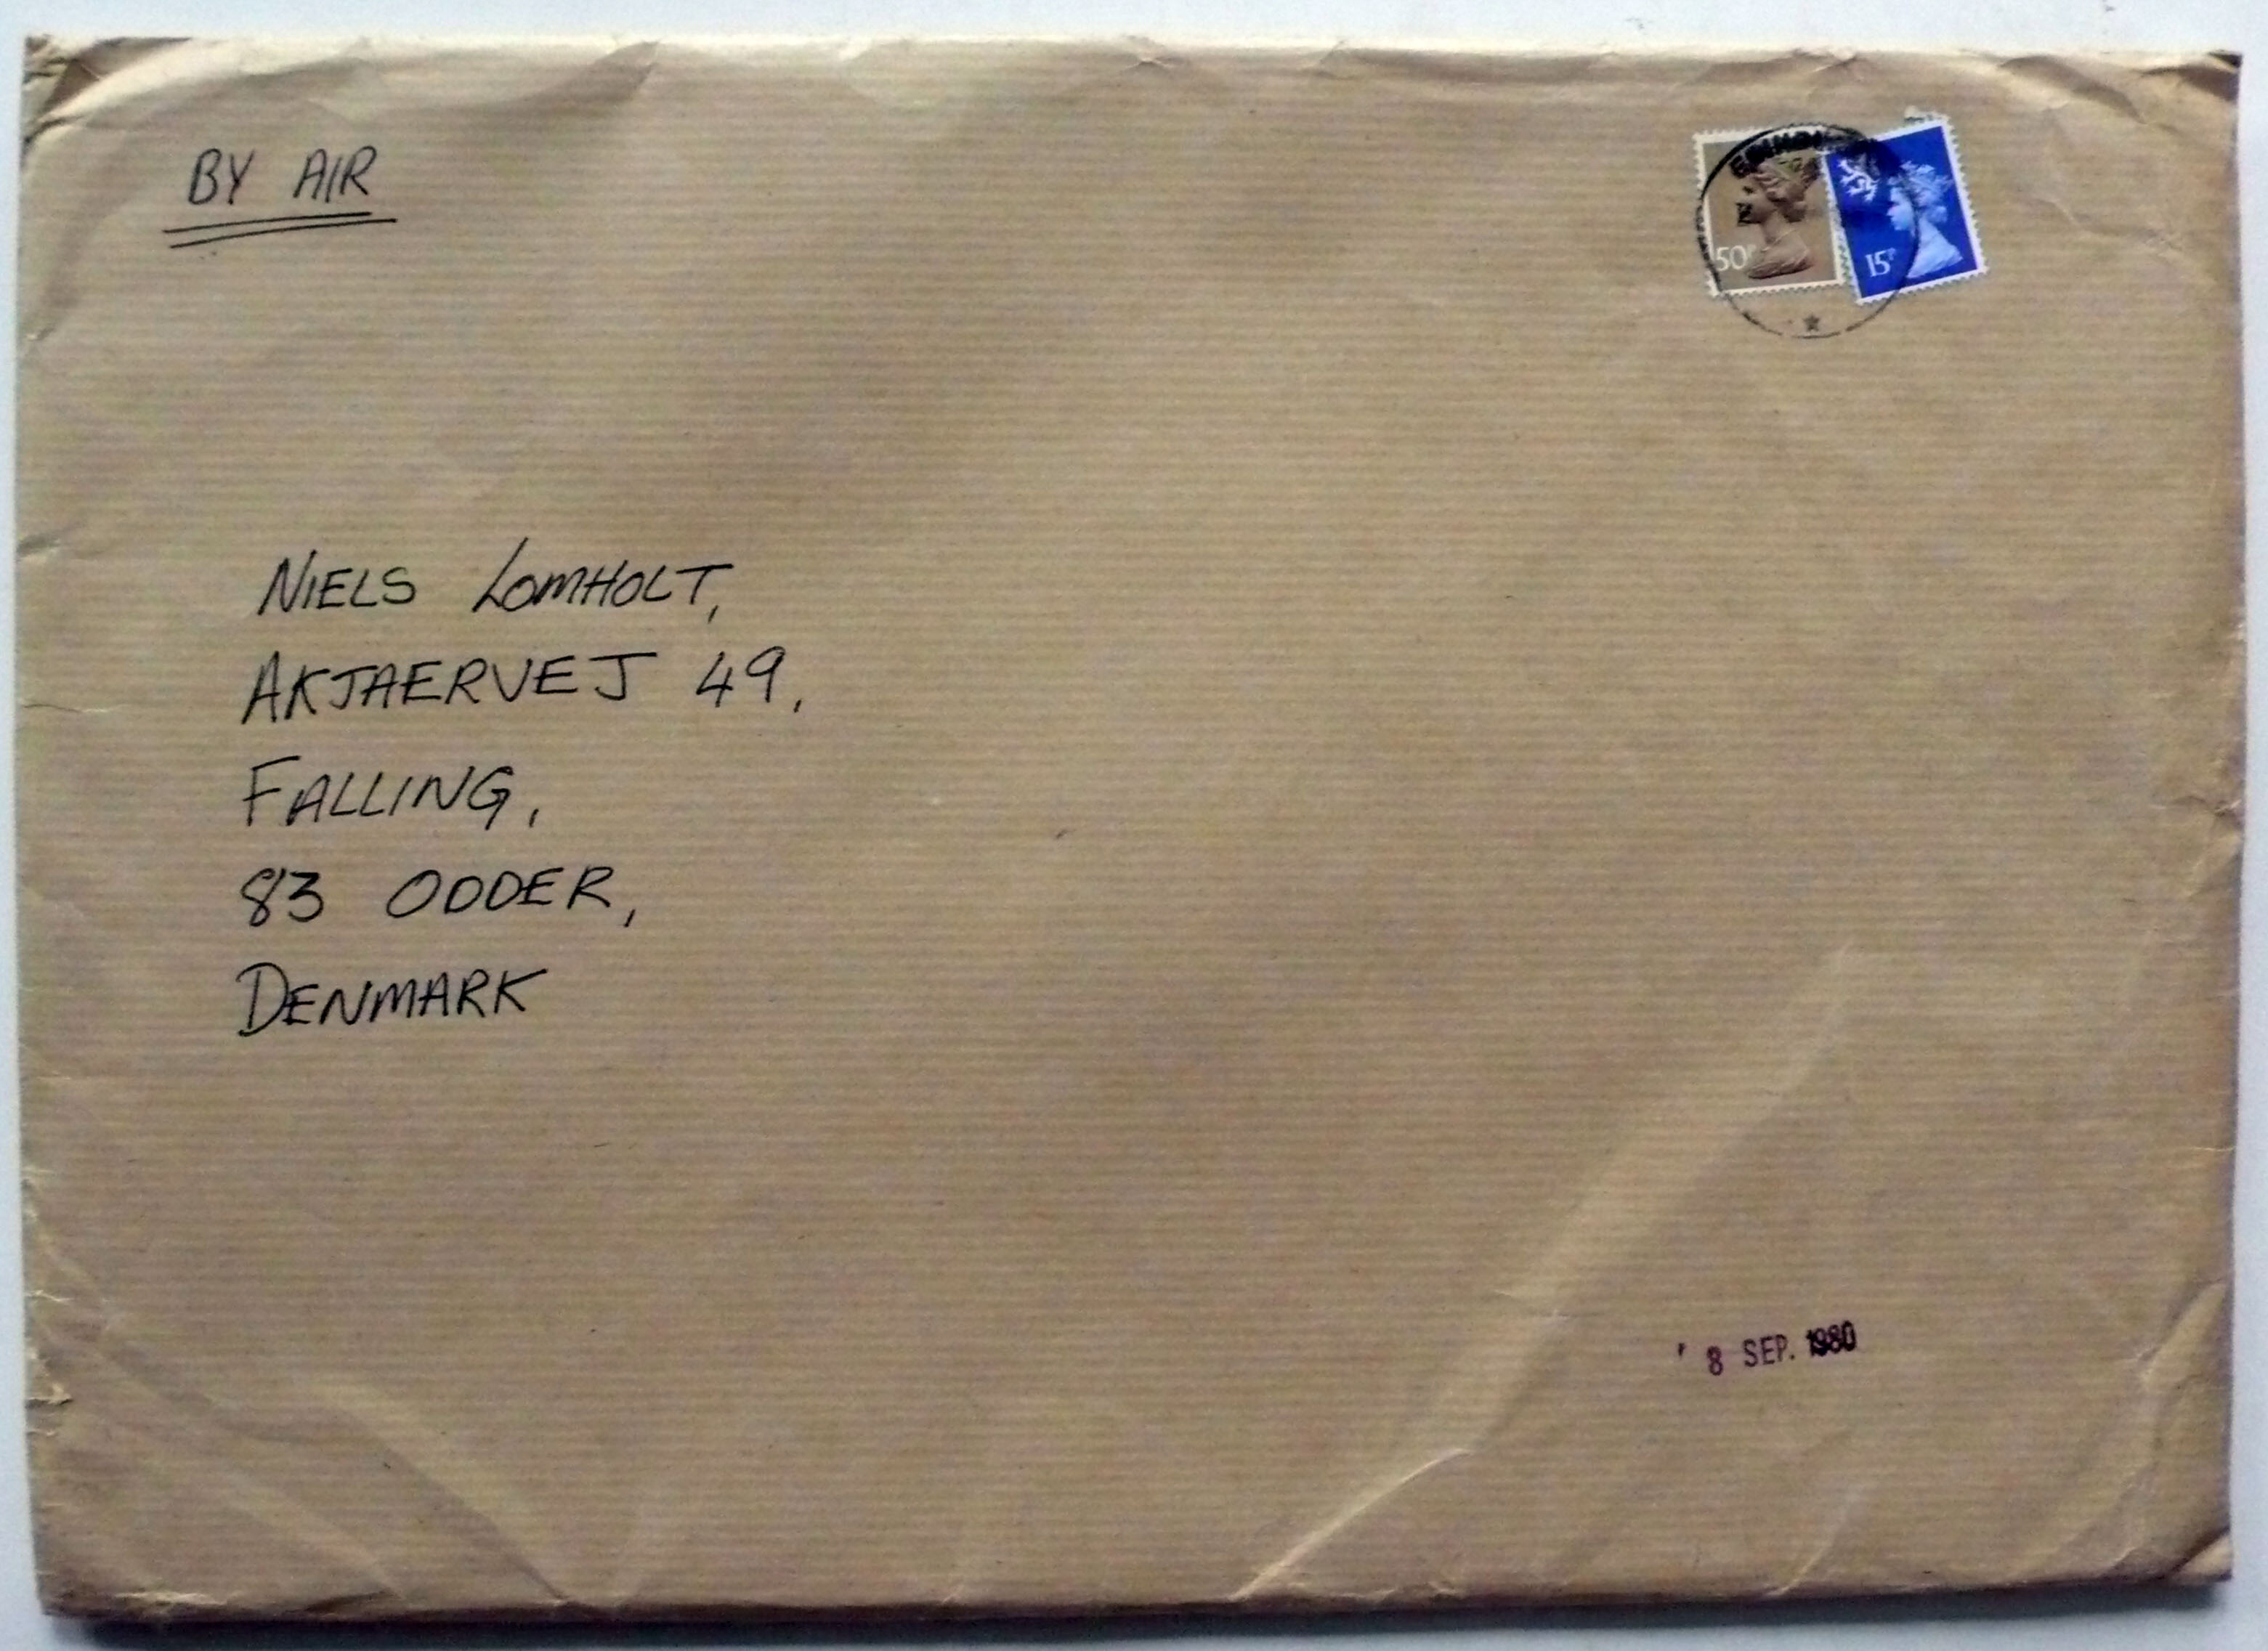 BY AIR
50P
15P
NIELS LOMHOLT,
AKJAERVEJ 49,
FALLING,
83 ODDER,
DENMARK
8 SEP. 1980